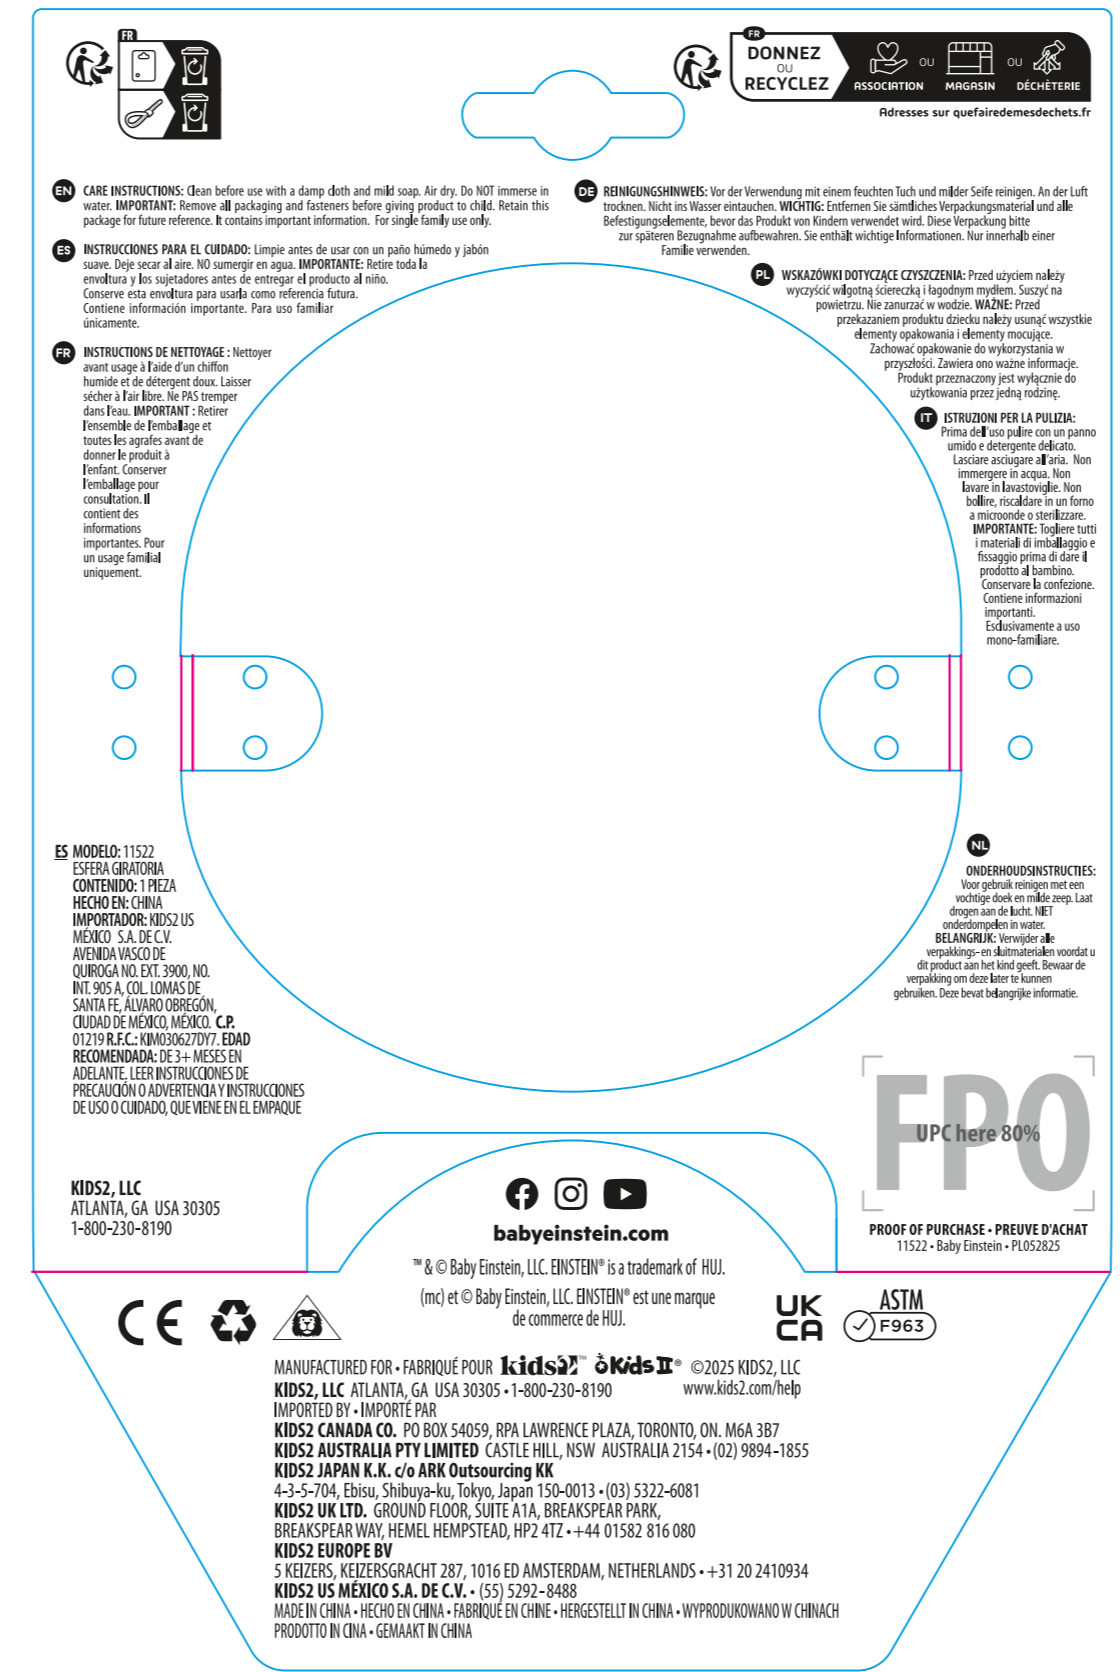 FR
FR
DONNEZ
OU
RECYCLEZ
ASSOCIATION
OU
MAGASIN
OU
DÉCHÈTERIE
Adresses sur quefairedemesdechets.fr
EN CARE INSTRUCTIONS: Clean before use with a damp cloth and mild soap. Air dry. Do NOT immerse in
water. IMPORTANT: Remove all packaging and fasteners before giving product to child. Retain this
package for future reference. It contains important information. For single family use only.
ES INSTRUCCIONES PARA EL CUIDADO: Limpie antes de usar con un paño húmedo y jabón
suave. Deje secar al aire. NO sumergir en agua. IMPORTANTE: Retire toda la
envoltura y los sujetadores antes de entregar el producto al niño.
Conserve esta envoltura para usarla como referencia futura.
Contiene información importante. Para uso familiar
únicamente.
FR INSTRUCTIONS DE NETTOYAGE : Nettoyer
avant usage à l'aide d'un chiffon
humide et de détergent doux. Laisser
sécher à l'air libre. Ne PAS tremper
dans l'eau. IMPORTANT : Retirer
l'ensemble de l'emballage et
toutes les agrafes avant de
donner le produit à
l'enfant. Conserver
l'emballage pour
consultation. Il
contient des
informations
importantes. Pour
un usage familial
uniquement.
DE REINIGUNGSHINWEIS: Vor der Verwendung mit einem feuchten Tuch und milder Seife reinigen. An der Luft
trocknen. Nicht ins Wasser eintauchen. WICHTIG: Entfernen Sie sämtliches Verpackungsmaterial und alle
Befestigungselemente, bevor das Produkt von Kindern verwendet wird. Diese Verpackung bitte
zur späteren Bezugnahme aufbewahren. Sie enthält wichtige Informationen. Nur innerhalb einer
Familie verwenden.
PL WSKAZÓWKI DOTYCZĄCE CZYSZCZENIA: Przed użyciem należy
wyczyścić wilgotną ściereczką i łagodnym mydłem. Suszyć na
powietrzu. Nie zanurzać w wodzie. WAŻNE: Przed
przekazaniem produktu dziecku należy usunąć wszystkie
elementy opakowania i elementy mocujące.
Zachować opakowanie do wykorzystania w
przyszłości. Zawiera ono ważne informacje.
Produkt przeznaczony jest wyłącznie do
użytkowania przez jedną rodzinę.
IT ISTRUZIONI PER LA PULIZIA:
Prima dell'uso pulire con un panno
umido e detergente delicato.
Lasciare asciugare all'aria. Non
immergere in acqua. Non
lavare in lavastoviglie. Non
bollire, riscaldare in un forno
a microonde o sterilizzare.
IMPORTANTE: Togliere tutti
i materiali di imballaggio e
fissaggio prima di dare il
prodotto al bambino.
Conservare la confezione.
Contiene informazioni
importanti.
Esclusivamente a uso
mono-familiare.
ES MODELO: 11522
ESFERA GIRATORIA
CONTENIDO: 1 PIEZA
HECHO EN: CHINA
IMPORTADOR: KIDS2 US
MÉXICO S.A. DE C.V.
AVENIDA VASCO DE
QUIROGA NO. EXT. 3900, NO.
INT. 905 A, COL. LOMAS DE
SANTA FE, ÁLVARO OBREGÓN,
CIUDAD DE MÉXICO, MÉXICO. C.P.
01219 R.F.C.: KIM030627DY7. EDAD
RECOMENDADA: DE 3+ MESES EN
ADELANTE. LEER INSTRUCCIONES DE
PRECAUCIÓN O ADVERTENCIA Y INSTRUCCIONES
DE USO O CUIDADO, QUE VIENE EN EL EMPAQUE
NL
ONDERHOUDSINSTRUCTIES:
Voor gebruik reinigen met een
vochtige doek en milde zeep. Laat
drogen aan de lucht. NIET
onderdompelen in water.
BELANGRIJK: Verwijder alle
verpakkings- en sluitmaterialen voordat u
dit product aan het kind geeft. Bewaar de
verpakking om deze later te kunnen
gebruiken. Deze bevat belangrijke informatie.
FPO
UPC here 80%
PROOF OF PURCHASE • PREUVE D'ACHAT
11522 • Baby Einstein • PL052825
KIDS2, LLC
ATLANTA, GA USA 30305
1-800-230-8190
babyeinstein.com
™ & © Baby Einstein, LLC. EINSTEIN® is a trademark of HUJ.
(mc) et © Baby Einstein, LLC. EINSTEIN® est une marque
de commerce de HUJ.
CE
UK
CA
ASTM
F963
MANUFACTURED FOR • FABRIQUÉ POUR kids2™ Kids II® ©2025 KIDS2, LLC
KIDS2, LLC ATLANTA, GA USA 30305 • 1-800-230-8190 www.kids2.com/help
IMPORTED BY • IMPORTÉ PAR
KIDS2 CANADA CO. PO BOX 54059, RPA LAWRENCE PLAZA, TORONTO, ON. M6A 3B7
KIDS2 AUSTRALIA PTY LIMITED CASTLE HILL, NSW AUSTRALIA 2154 • (02) 9894-1855
KIDS2 JAPAN K.K. c/o ARK Outsourcing KK
4-3-5-704, Ebisu, Shibuya-ku, Tokyo, Japan 150-0013 • (03) 5322-6081
KIDS2 UK LTD. GROUND FLOOR, SUITE A1A, BREAKSPEAR PARK,
BREAKSPEAR WAY, HEMEL HEMPSTEAD, HP2 4TZ • +44 01582 816 080
KIDS2 EUROPE BV
5 KEIZERS, KEIZERSGRACHT 287, 1016 ED AMSTERDAM, NETHERLANDS • +31 20 2410934
KIDS2 US MÉXICO S.A. DE C.V. • (55) 5292-8488
MADE IN CHINA • HECHO EN CHINA • FABRIQUÉ EN CHINE • HERGESTELLT IN CHINA • WYPRODUKOWANO W CHINACH
PRODOTTO IN CINA • GEMAAKT IN CHINA